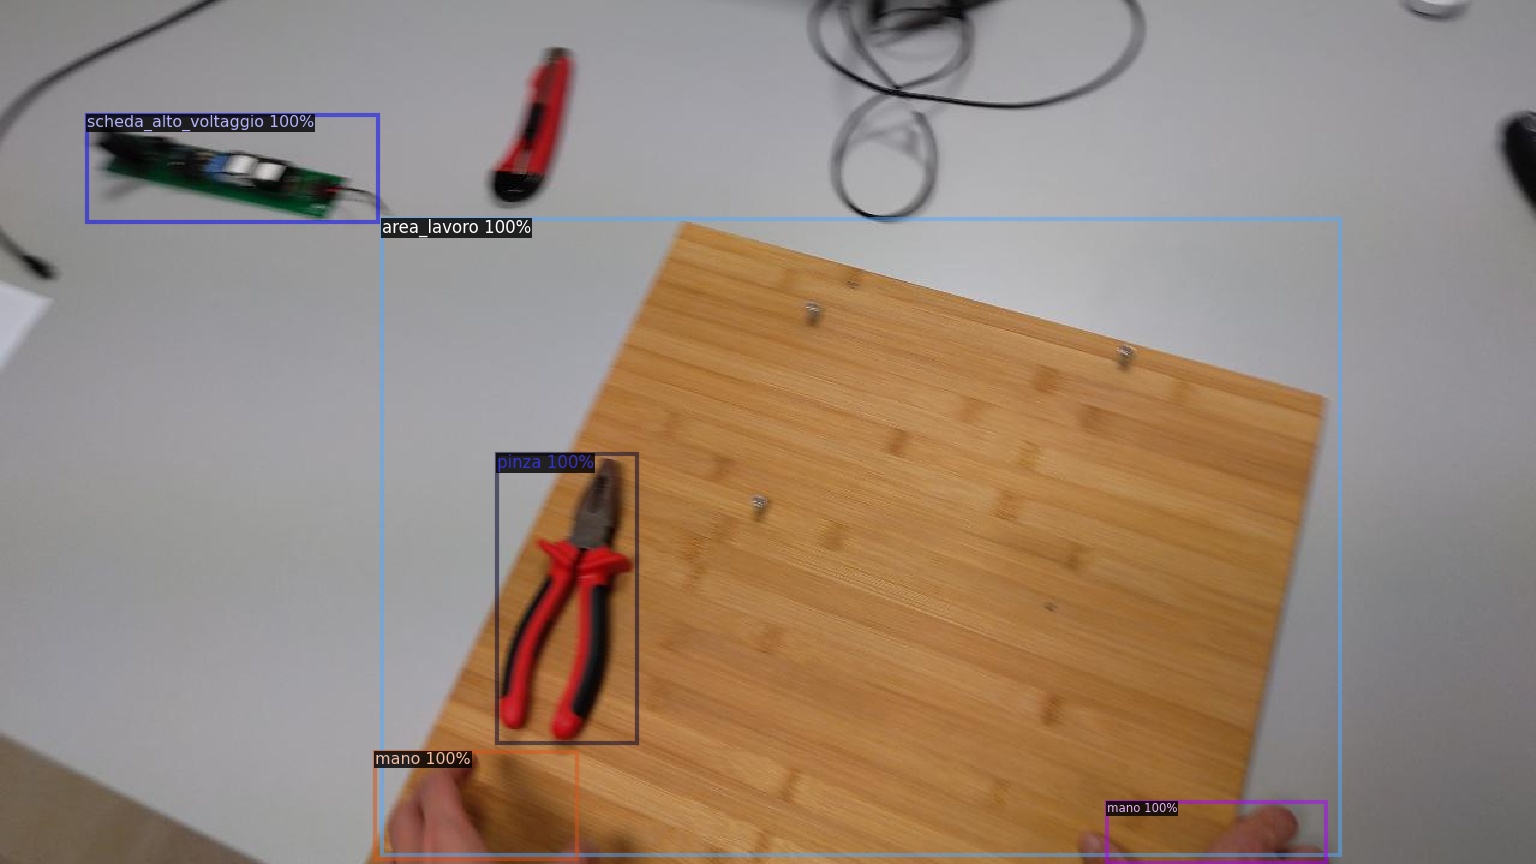 scheda_alto_voltaggio 100%
area_lavoro 100%
pinza 100%
mano 100%
mano 100%